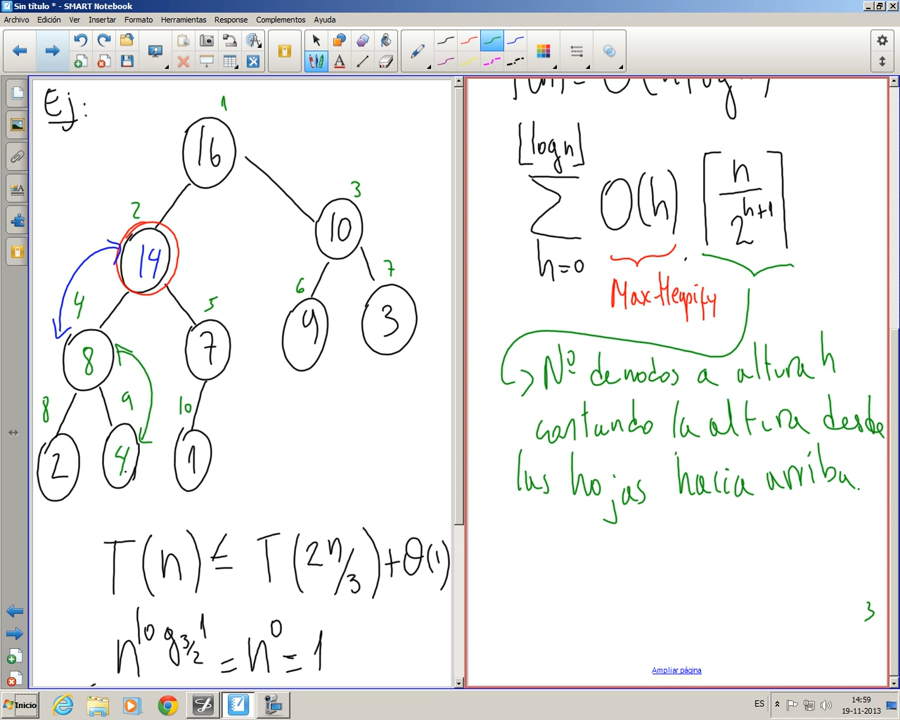 Sin título * - SMART Notebook
Archivo Edición Ver Insertar Formato Herramientas Response Complementos Ayuda
Ej:
1
16
2
3
14
10
4
5
6
7
8
7
9
3
8
9
10
2
4
1
T(n) ≤ T(2n/3) + Θ(1)
n^log_3/2 1 = n^0 = 1
⌊log n⌋
∑ O(h) · ⌈n / 2^h+1⌉
h=0
Max-Heapify
Nº de nodos a altura h
contando la altura desde
las hojas hacia arriba.
3
Ampliar página
Inicio
ES
14:59
19-11-2013